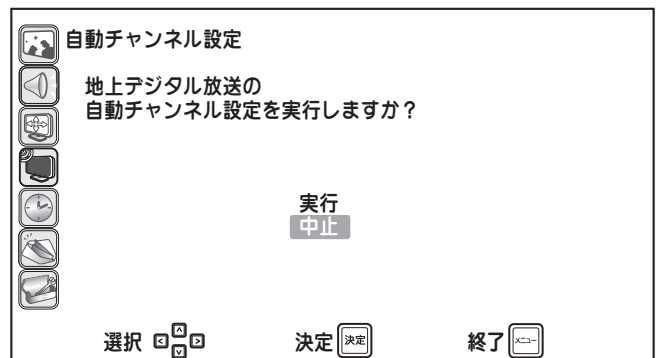 自動チャンネル設定
地上デジタル放送の
自動チャンネル設定を実行しますか？
実行
中止
選択 決定 決定 終了 メニュー